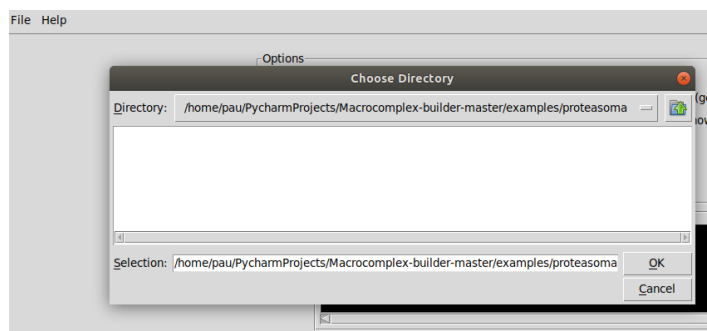 File Help
Options
Choose Directory
Directory: /home/pau/PycharmProjects/Macrocomplex-builder-master/examples/proteasoma
Selection: /home/pau/PycharmProjects/Macrocomplex-builder-master/examples/proteasoma OK
Cancel